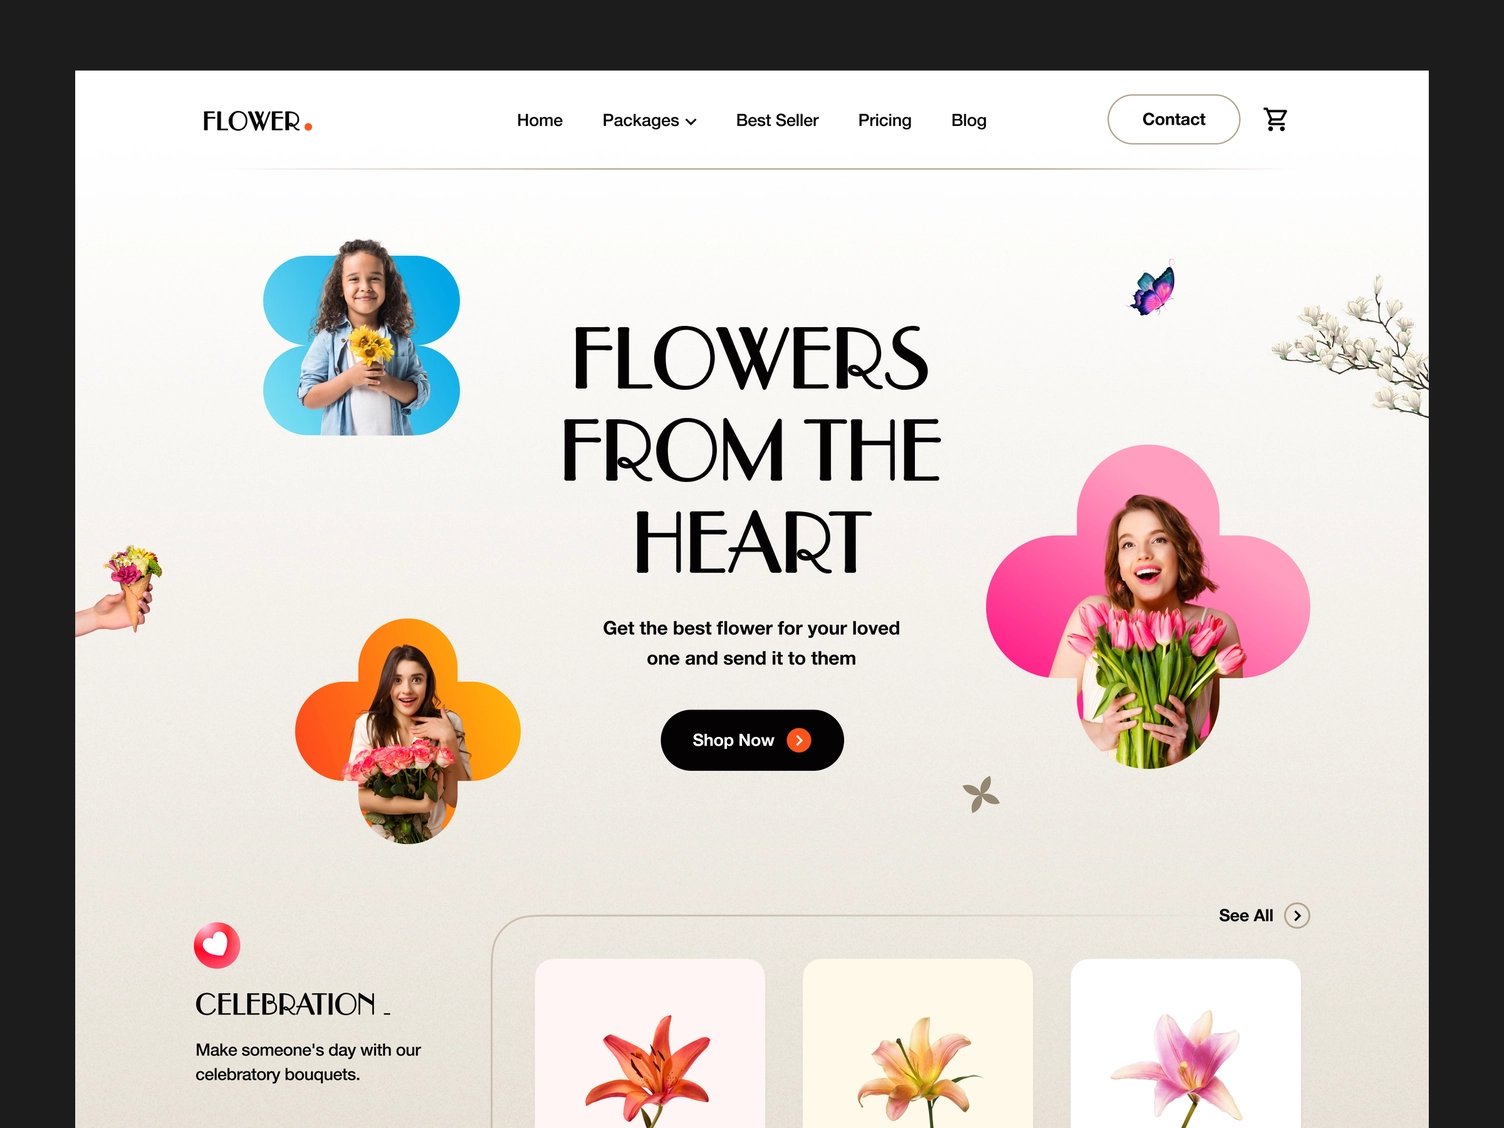 FLOWER.
Home Packages Best Seller Pricing Blog Contact
FLOWERS
FROM THE
HEART
Get the best flower for your loved
one and send it to them
Shop Now
See All
CELEBRATION _
Make someone's day with our
celebratory bouquets.